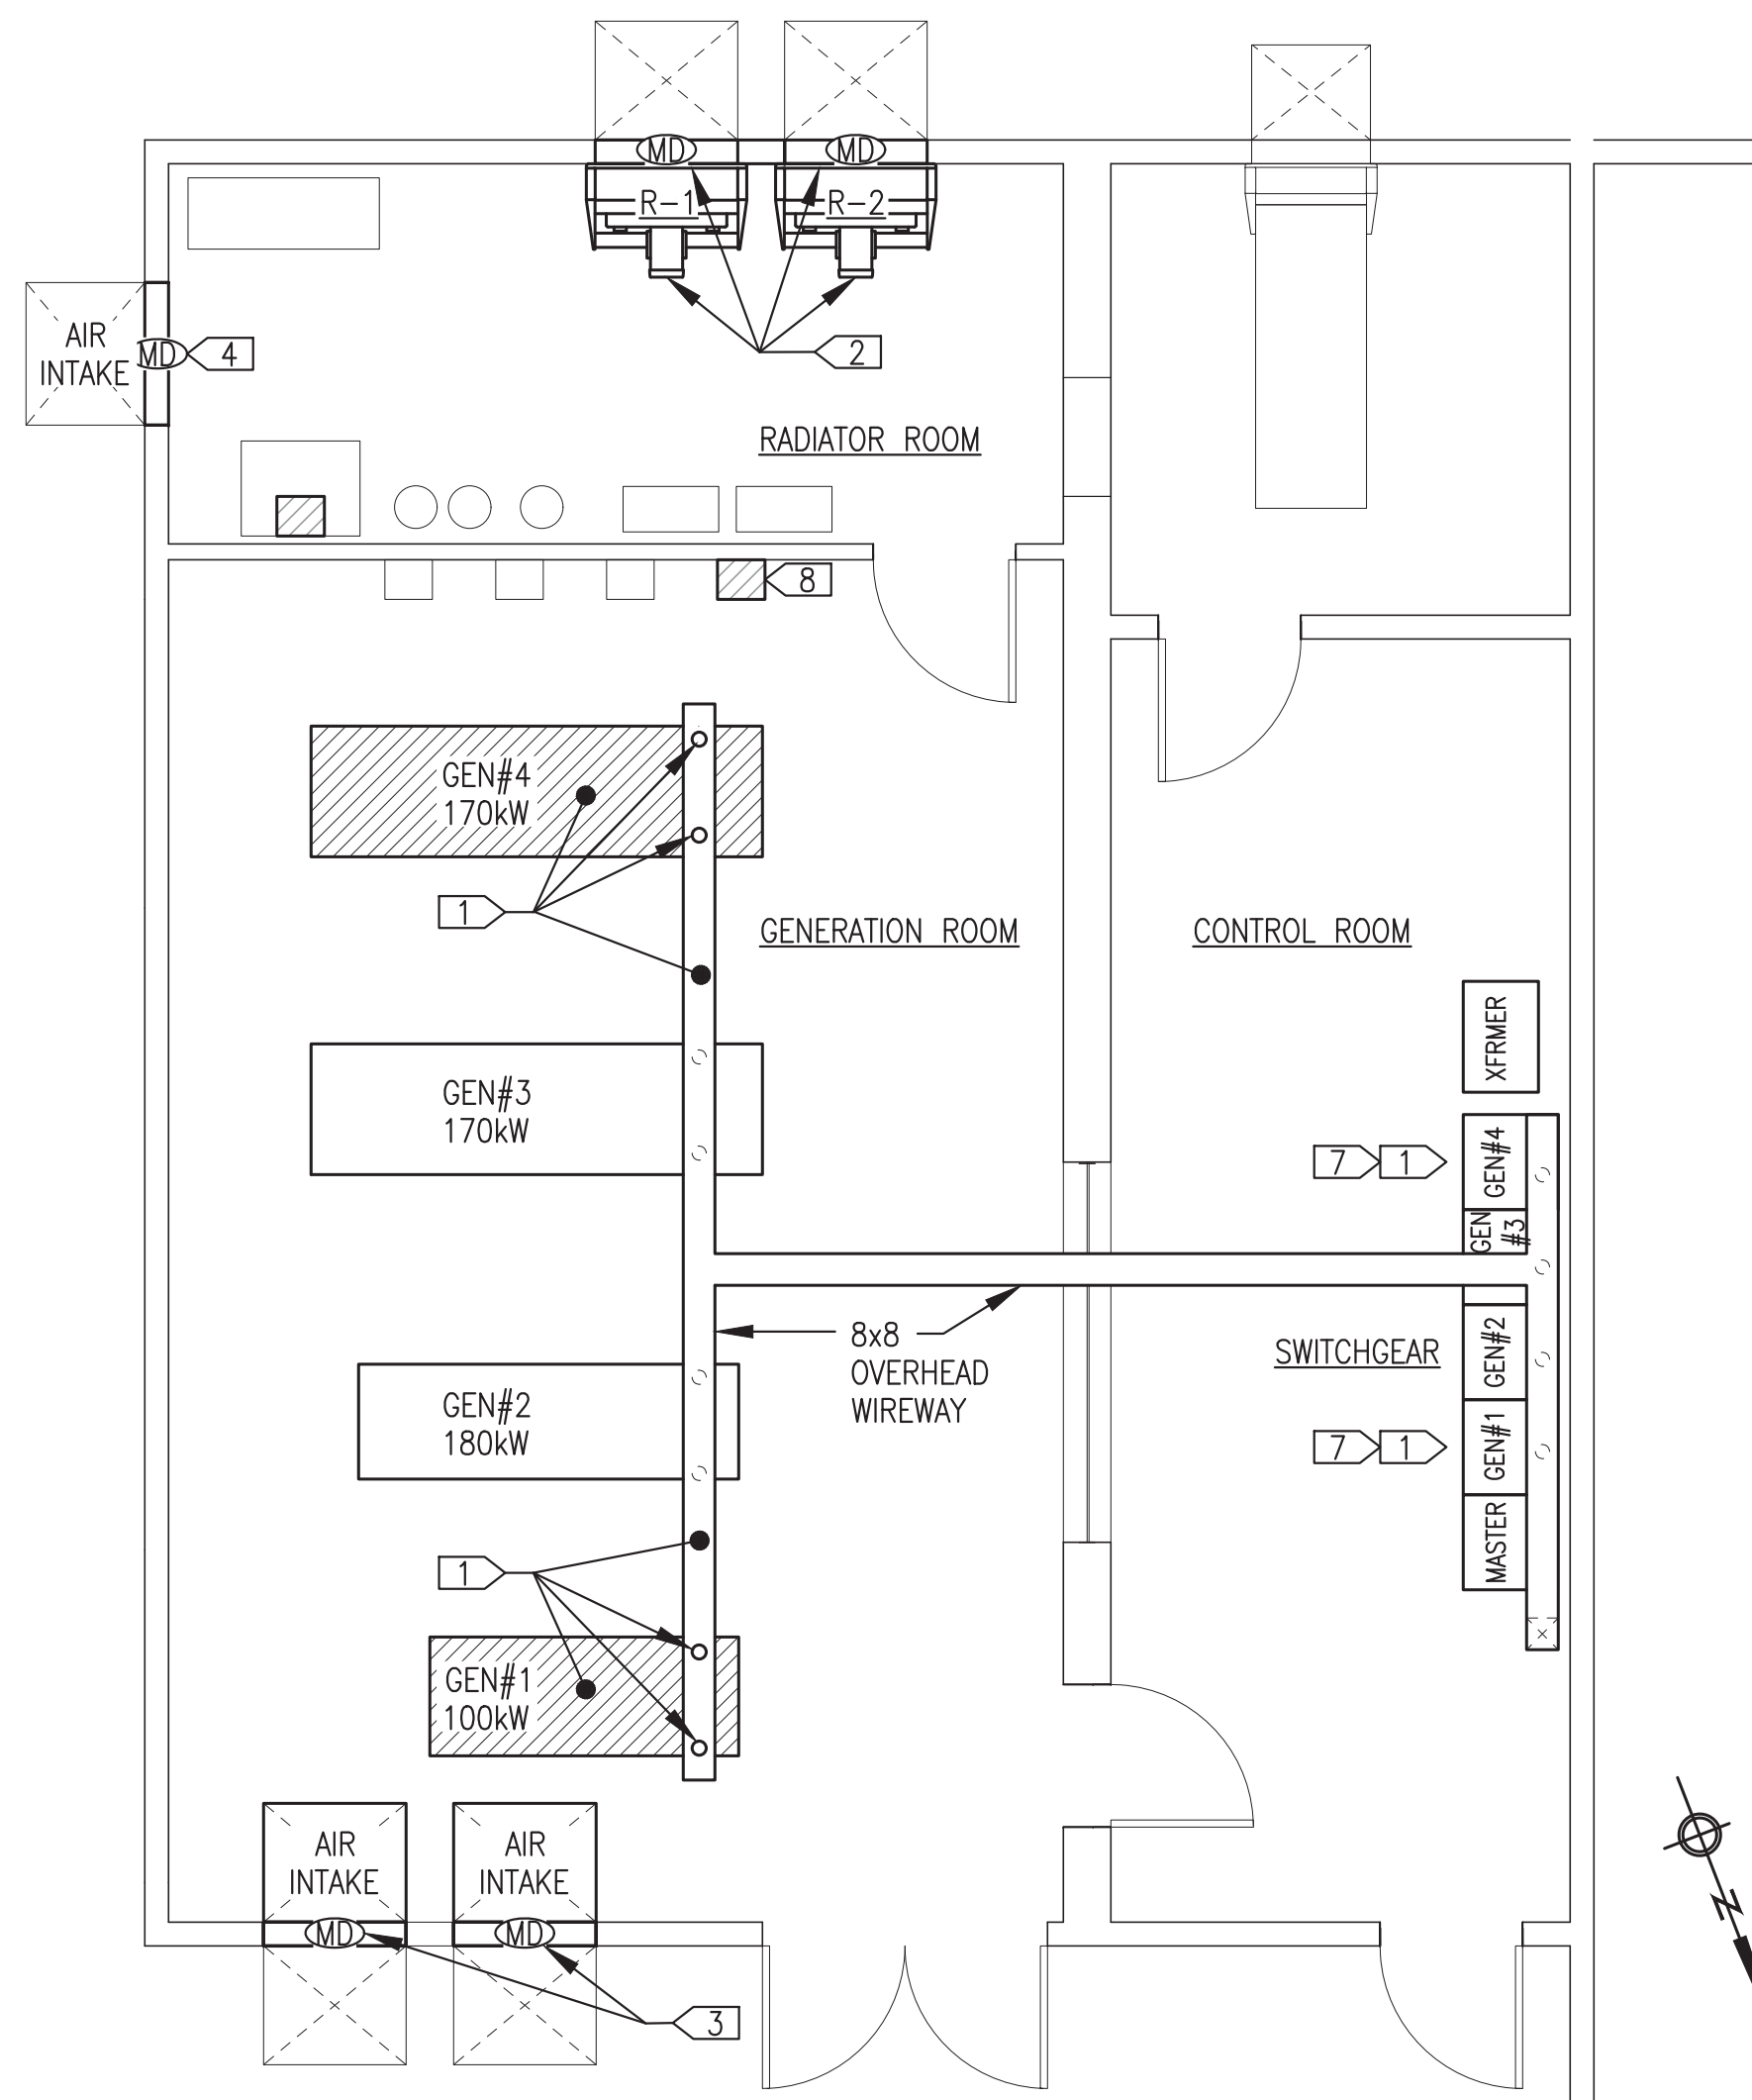 MD
MD
R-1
R-2
AIR
INTAKE
MD
4
2
RADIATOR ROOM
8
GEN#4
170kW
1
GENERATION ROOM
CONTROL ROOM
XFRMER
GEN#3
170kW
7
1
GEN#4
GEN
#3
8x8
OVERHEAD
WIREWAY
SWITCHGEAR
GEN#2
GEN#2
180kW
7
1
GEN#1
MASTER
1
GEN#1
100kW
AIR
INTAKE
AIR
INTAKE
MD
MD
3
N